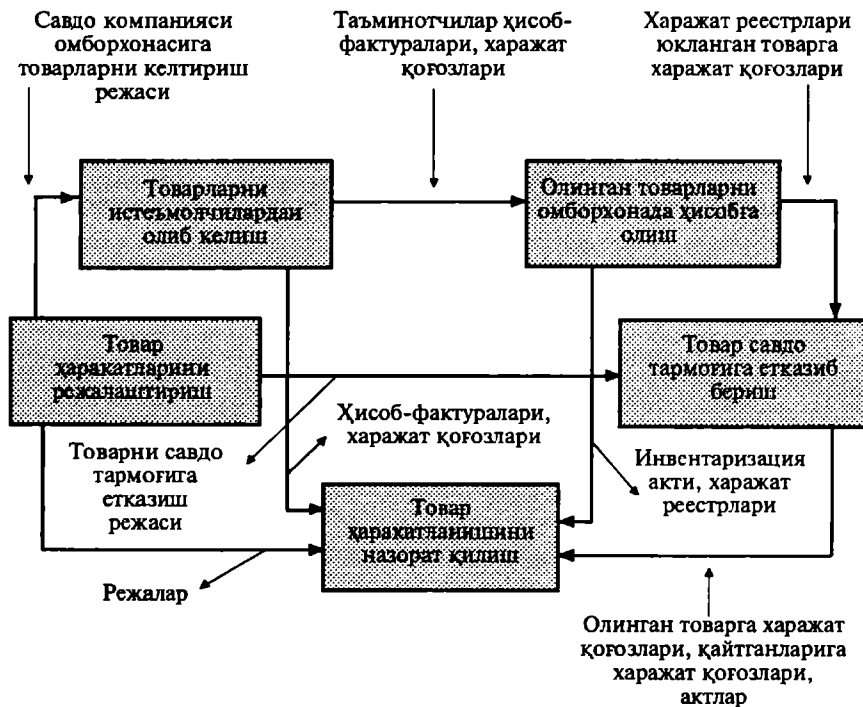 Савдо компанияси
омборхонасига
товарларни келтириш
режаси
Таъминотчилар ҳисоб-
фактуралари, харажат
қоғозлари
Харажат реестрлари
юкланган товарга
харажат қоғозлари
Товарларни
истеъмолчилардан
олиб келиш
Олинган товарларни
омборхонада ҳисобга
олиш
Товар
ҳаракатларини
режалаштириш
Товар савдо
тармоғига етказиб
бериш
Товарни савдо
тармоғига
етказиш
режаси
Ҳисоб-фактуралари,
харажат қоғозлари
Инвентаризация
акти, харажат
реестрлари
Товар
ҳарахатланишини
назорат қилиш
Режалар
Олинган товарга харажат
қоғозлари, қайтганларига
харажат қоғозлари,
актлар